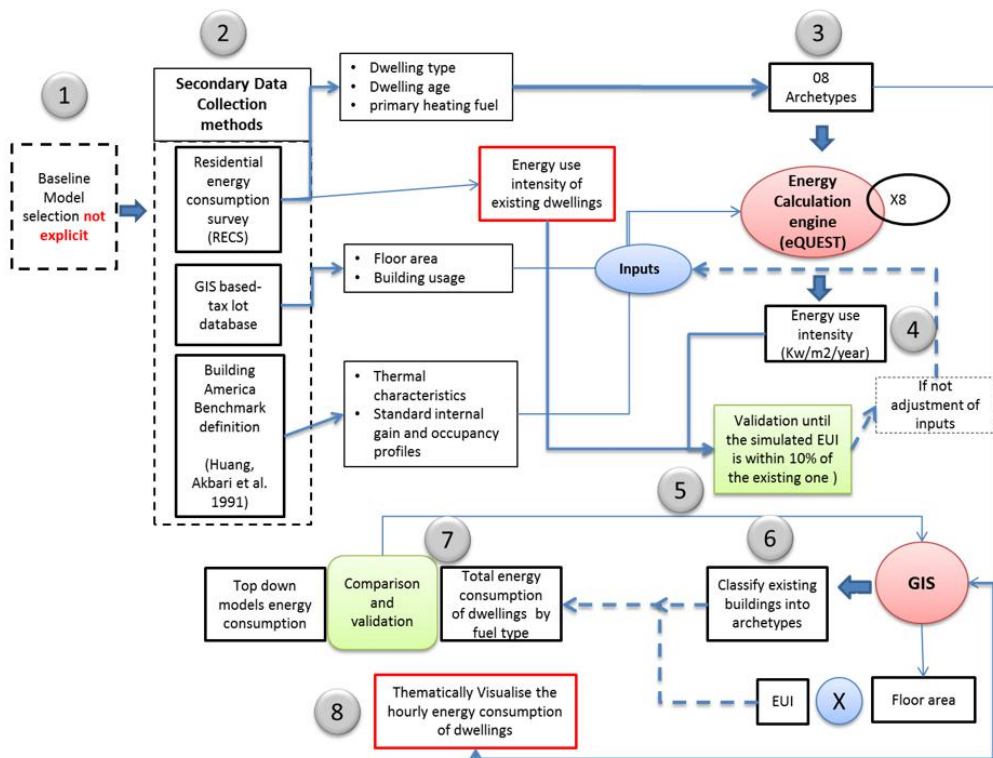 1
Baseline
Model
selection not
explicit
2
Secondary Data
Collection
methods
Residential
energy
consumption
survey
(RECS)
GIS based-
tax lot
database
Building
America
Benchmark
definition
(Huang,
Akbari et al.
1991)
• Dwelling type
• Dwelling age
• primary heating fuel
Energy use
intensity of
existing dwellings
• Floor area
• Building usage
• Thermal
characteristics
• Standard internal
gain and occupancy
profiles
Inputs
3
08
Archetypes
Energy
Calculation
engine
(eQUEST)
X8
Energy use
intensity
(Kw/m2/year)
4
If not
adjustment of
inputs
Validation until
the simulated EUI
is within 10% of
the existing one )
5
6
GIS
Classify existing
buildings into
archetypes
EUI
X
Floor area
7
Total energy
consumption
of dwellings by
fuel type
Comparison
and
validation
Top down
models energy
consumption
8
Thematically Visualise the
hourly energy consumption
of dwellings